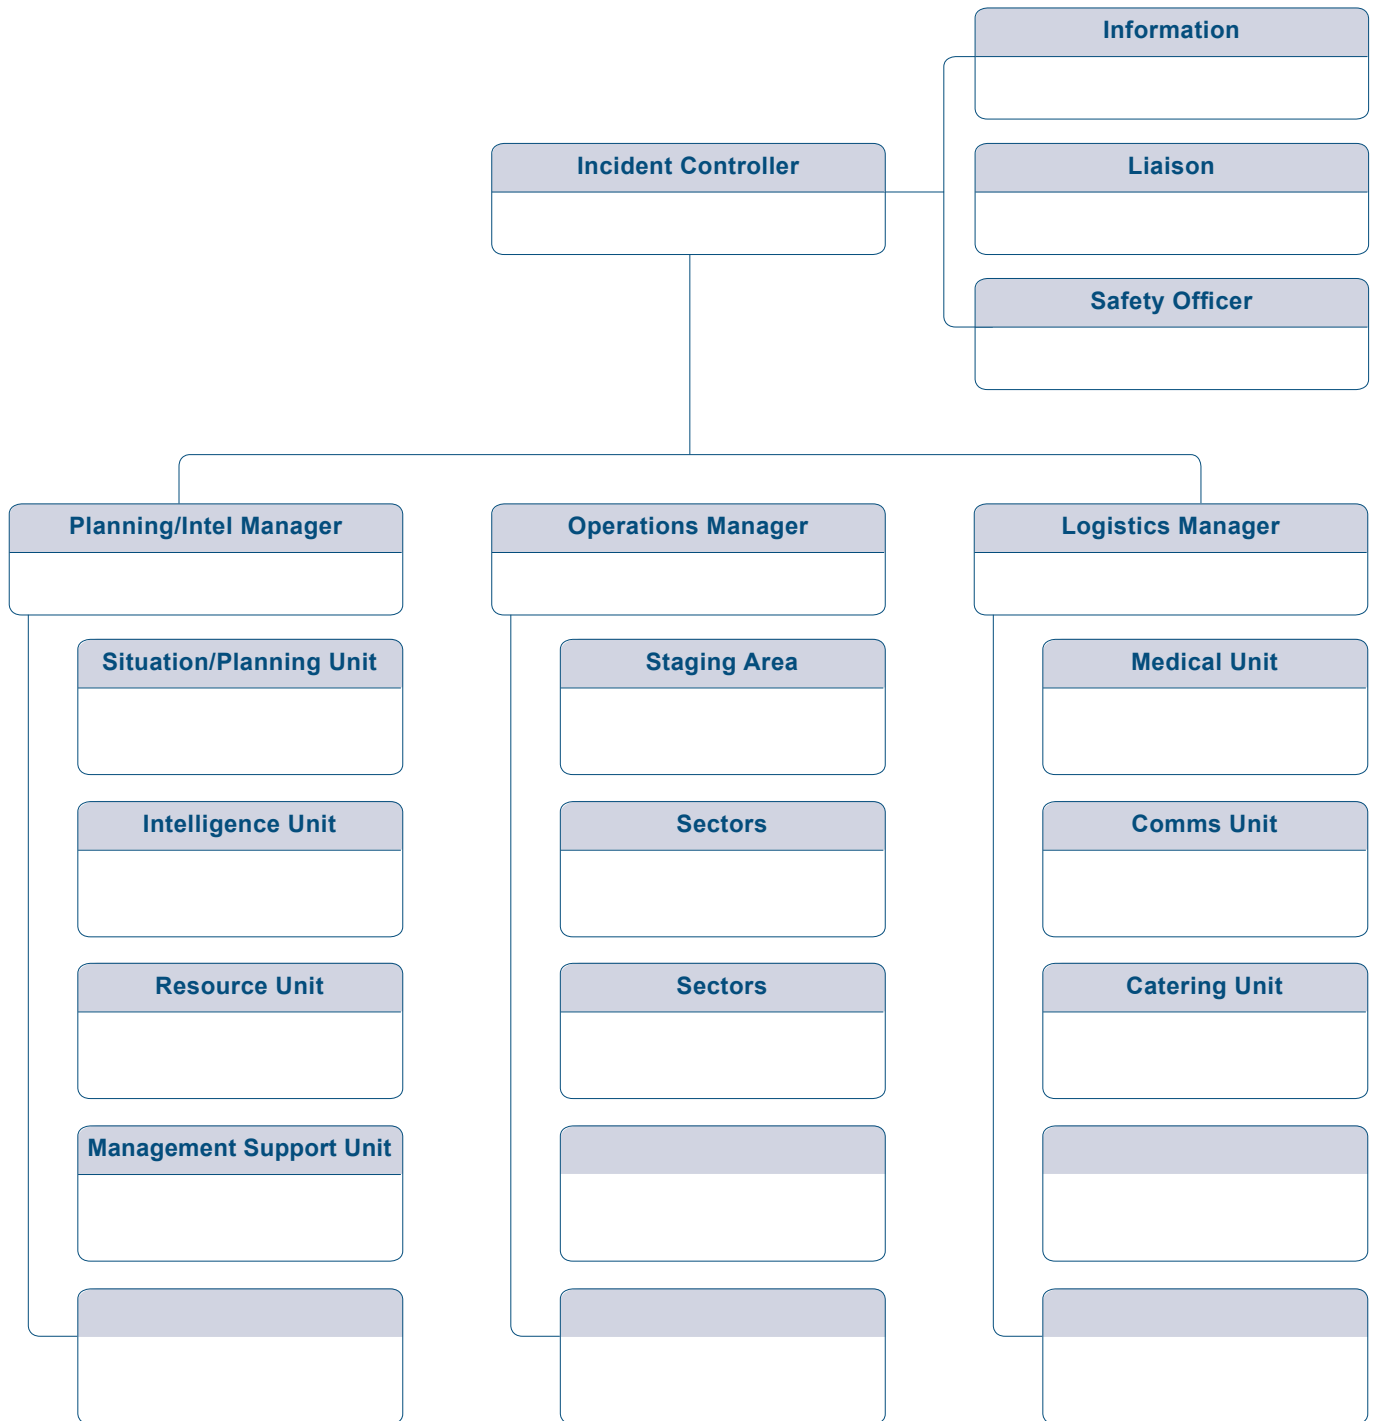 Information
Incident Controller
Liaison
Safety Officer
Planning/Intel Manager
Operations Manager
Logistics Manager
Situation/Planning Unit
Staging Area
Medical Unit
Intelligence Unit
Sectors
Comms Unit
Resource Unit
Sectors
Catering Unit
Management Support Unit